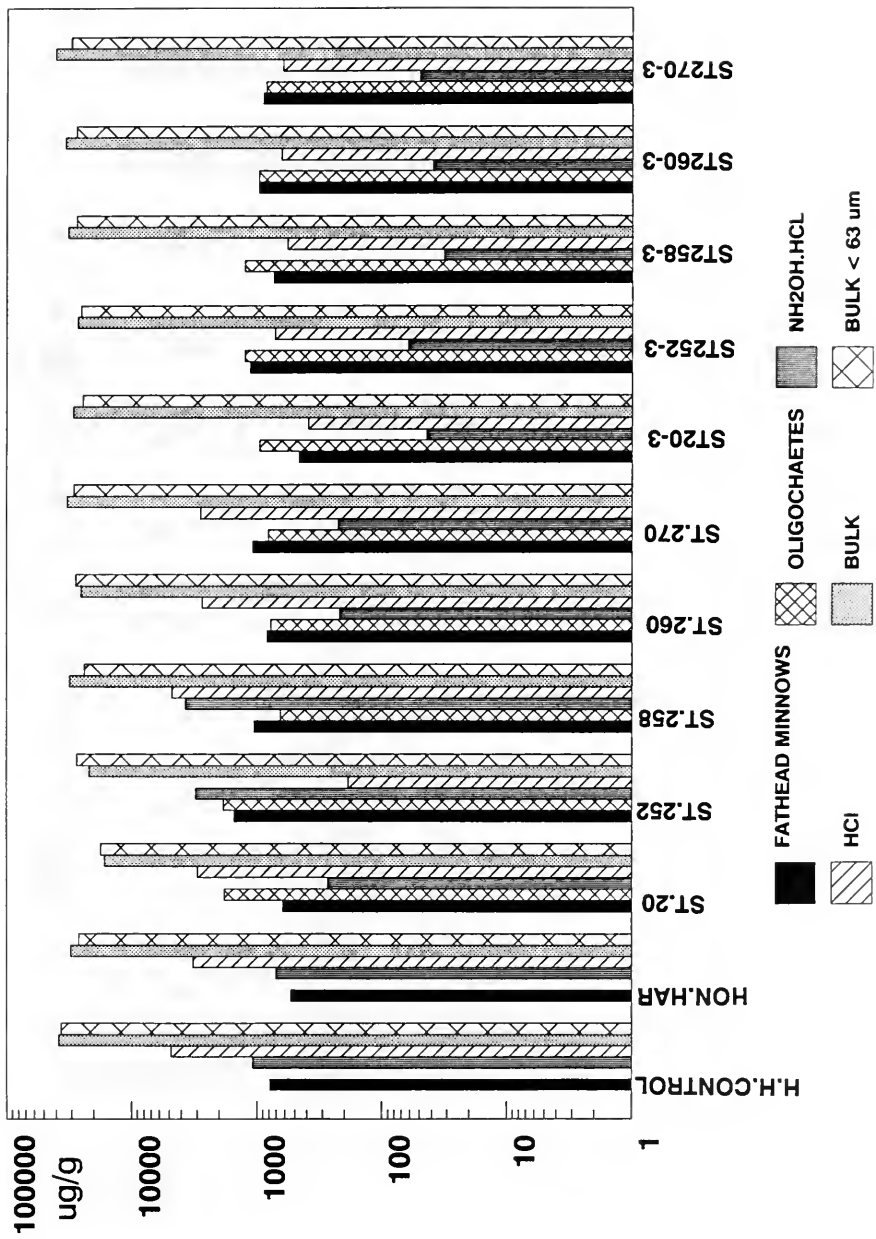 100000
ug/g
10000
1000
100
10
1
H.H.CONTROL
HON.HAR
ST.20
ST.252
ST.258
ST.260
ST.270
ST20-3
ST252-3
ST258-3
ST260-3
ST270-3
FATHEAD MINNOWS
OLIGOCHAETES
NH2OH.HCL
HCl
BULK
BULK < 63 um